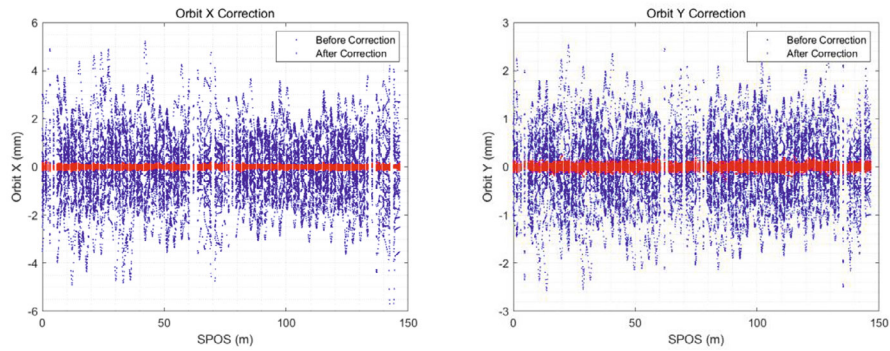 Orbit X Correction
Before Correction
After Correction
Orbit X (mm)
6
4
2
0
-2
-4
-6
0
50
100
150
SPOS (m)
Orbit Y Correction
Before Correction
After Correction
Orbit Y (mm)
3
2
1
0
-1
-2
-3
0
50
100
150
SPOS (m)